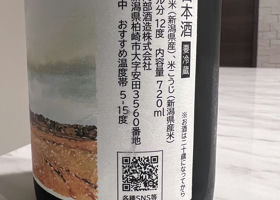 本酒
要冷蔵
※お酒は二十歳になってから
米(新潟県産)、米こうじ(新潟県産米)
ル分 12度 内容量 720ml
部酒造株式会社
潟県柏崎市大字安田3560番地
中 おすすめ温度帯 5-15度
各種SNS等